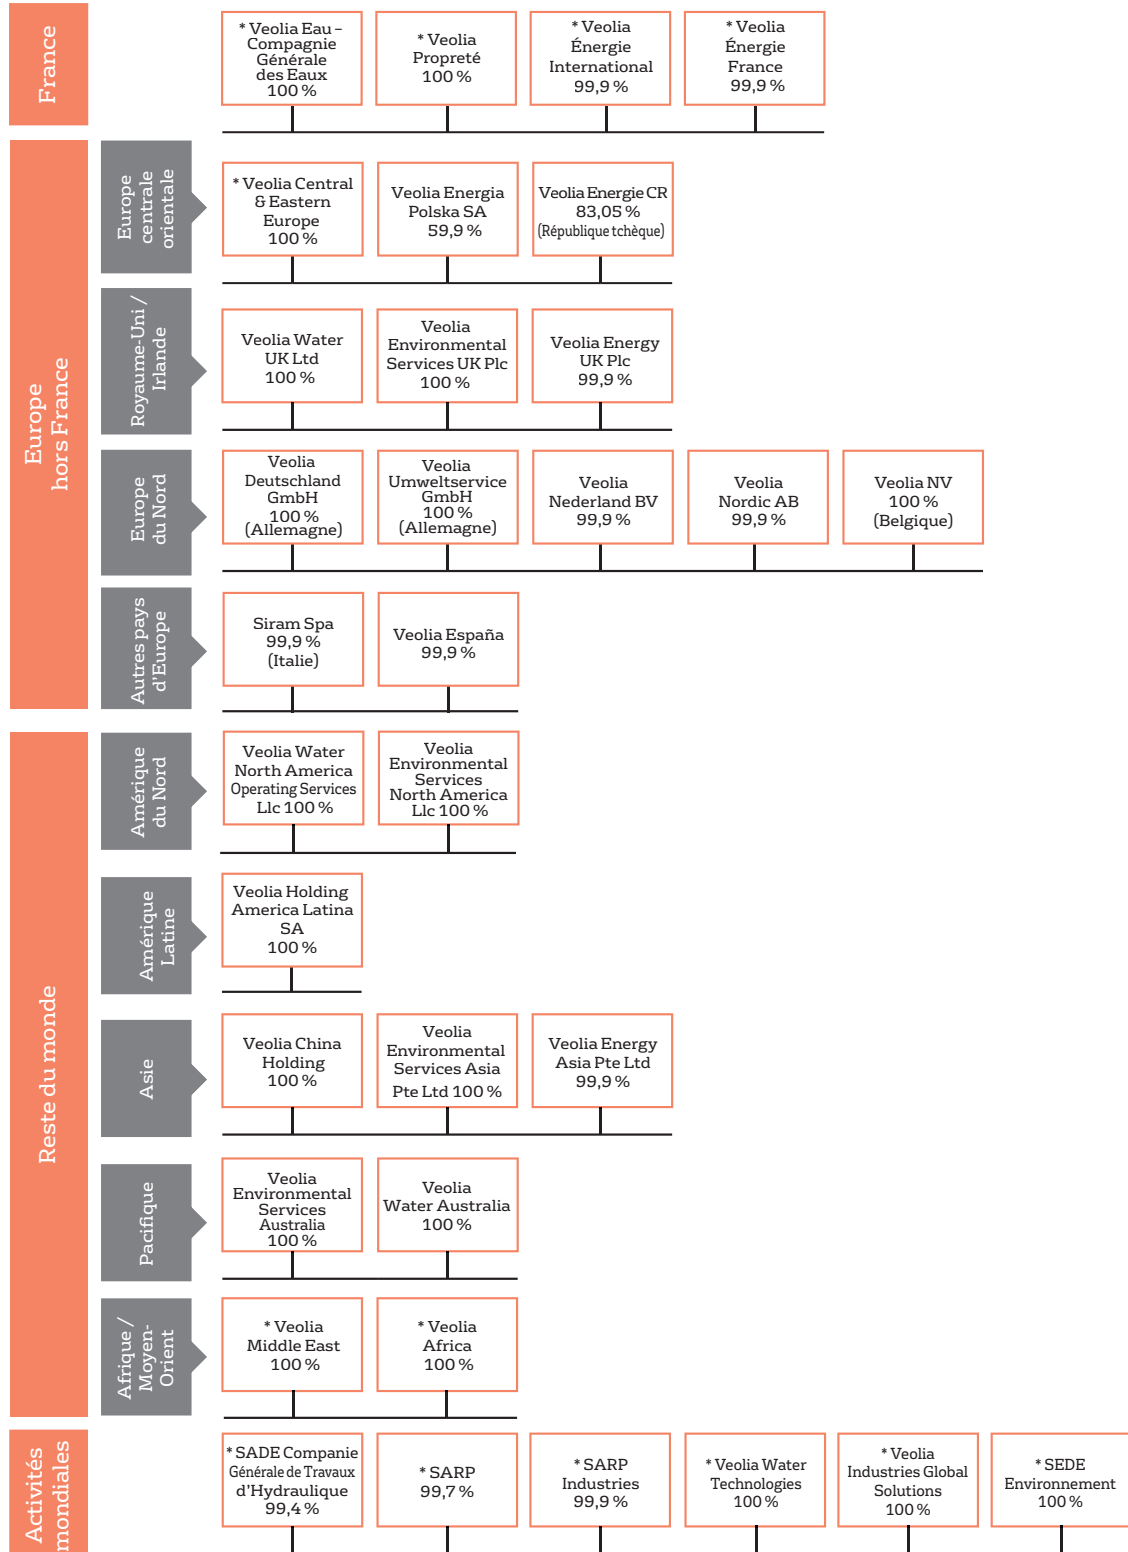 France
* Veolia Eau –
Compagnie
Générale
des Eaux
100 %
* Veolia
Propreté
100 %
* Veolia
Énergie
International
99,9 %
* Veolia
Énergie
France
99,9 %
Europe
hors France
Europe
centrale
orientale
* Veolia Central
& Eastern
Europe
100 %
Veolia Energia
Polska SA
59,9 %
Veolia Energie CR
83,05 %
(République tchèque)
Royaume-Uni /
Irlande
Veolia Water
UK Ltd
100 %
Veolia
Environmental
Services UK Plc
100 %
Veolia Energy
UK Plc
99,9 %
Europe
du Nord
Veolia
Deutschland
GmbH
100 %
(Allemagne)
Veolia
Umweltservice
GmbH
100 %
(Allemagne)
Veolia
Nederland BV
99,9 %
Veolia
Nordic AB
99,9 %
Veolia NV
100 %
(Belgique)
Autres pays
d'Europe
Siram Spa
99,9 %
(Italie)
Veolia España
99,9 %
Reste du monde
Amérique
du Nord
Veolia Water
North America
Operating Services
Llc 100 %
Veolia
Environmental
Services
North America
Llc 100 %
Amérique
Latine
Veolia Holding
America Latina
SA
100 %
Asie
Veolia China
Holding
100 %
Veolia
Environmental
Services Asia
Pte Ltd 100 %
Veolia Energy
Asia Pte Ltd
99,9 %
Pacifique
Veolia
Environmental
Services
Australia
100 %
Veolia
Water Australia
100 %
Afrique /
Moyen-
Orient
* Veolia
Middle East
100 %
* Veolia
Africa
100 %
Activités
mondiales
* SADE Companie
Générale de Travaux
d'Hydraulique
99,4 %
* SARP
99,7 %
* SARP
Industries
99,9 %
* Veolia Water
Technologies
100 %
* Veolia
Industries Global
Solutions
100 %
* SEDE
Environnement
100 %